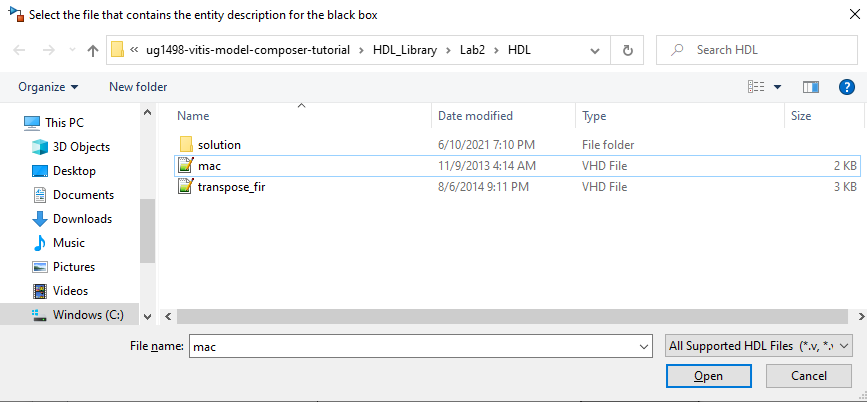 Select the file that contains the entity description for the black box
« ug1498-vitis-model-composer-tutorial > HDL_Library > Lab2 > HDL
Search HDL
Organize
New folder
?
This PC
3D Objects
Desktop
Documents
Downloads
Music
Pictures
Videos
Windows (C:)
Name Date modified Type Size
solution 6/10/2021 7:10 PM File folder
mac 11/9/2013 4:14 AM VHD File 2 KB
transpose_fir 8/6/2014 9:11 PM VHD File 3 KB
File name: mac
All Supported HDL Files (*.v, *.v
Open Cancel